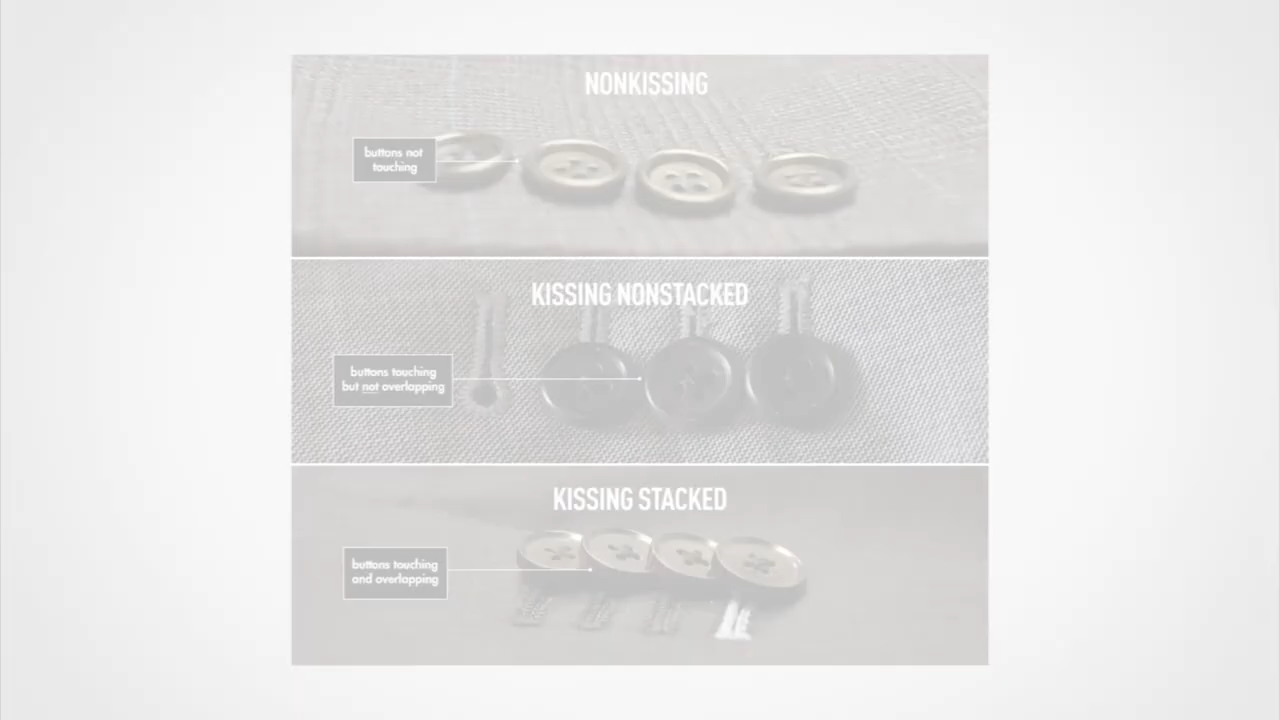 NONKISSING
buttons not
touching
KISSING NONSTACKED
buttons touching
but not overlapping
KISSING STACKED
buttons touching
and overlapping